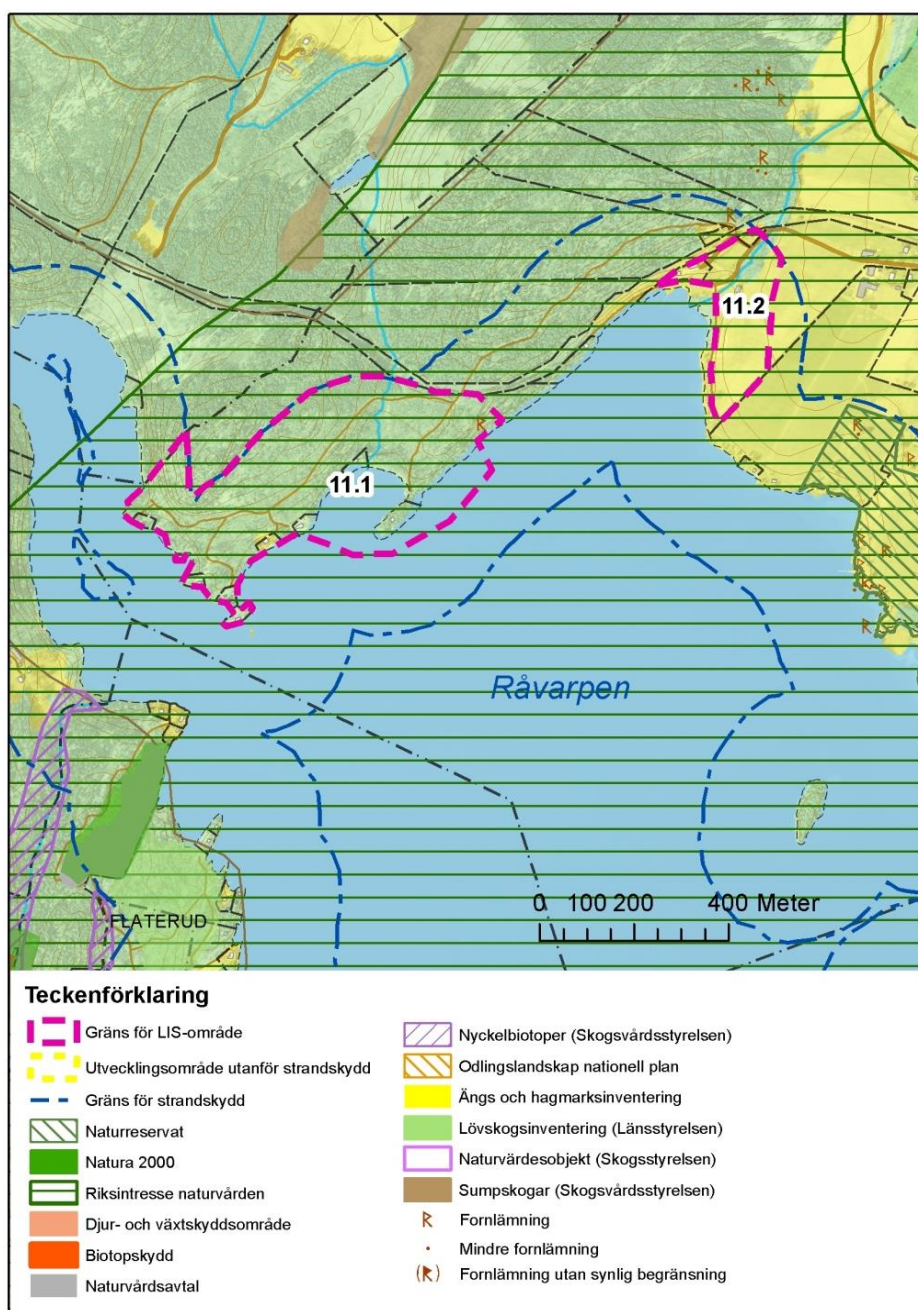 11.2
11.1
Råvarpen
0 100 200 400 Meter
FLATERUD
Teckenförklaring
Gräns för LIS-område
Utvecklingsområde utanför strandskydd
Gräns för strandskydd
Naturreservat
Natura 2000
Riksintresse naturvården
Djur- och växtskyddsområde
Biotopskydd
Naturvårdsavtal
Nyckelbiotoper (Skogsvårdsstyrelsen)
Odlingslandskap nationell plan
Ängs och hagmarksinventering
Lövskogsinventering (Länsstyrelsen)
Naturvärdesobjekt (Skogsstyrelsen)
Sumpskogar (Skogsvårdsstyrelsen)
Fornlämning
Mindre fornlämning
Fornlämning utan synlig begränsning